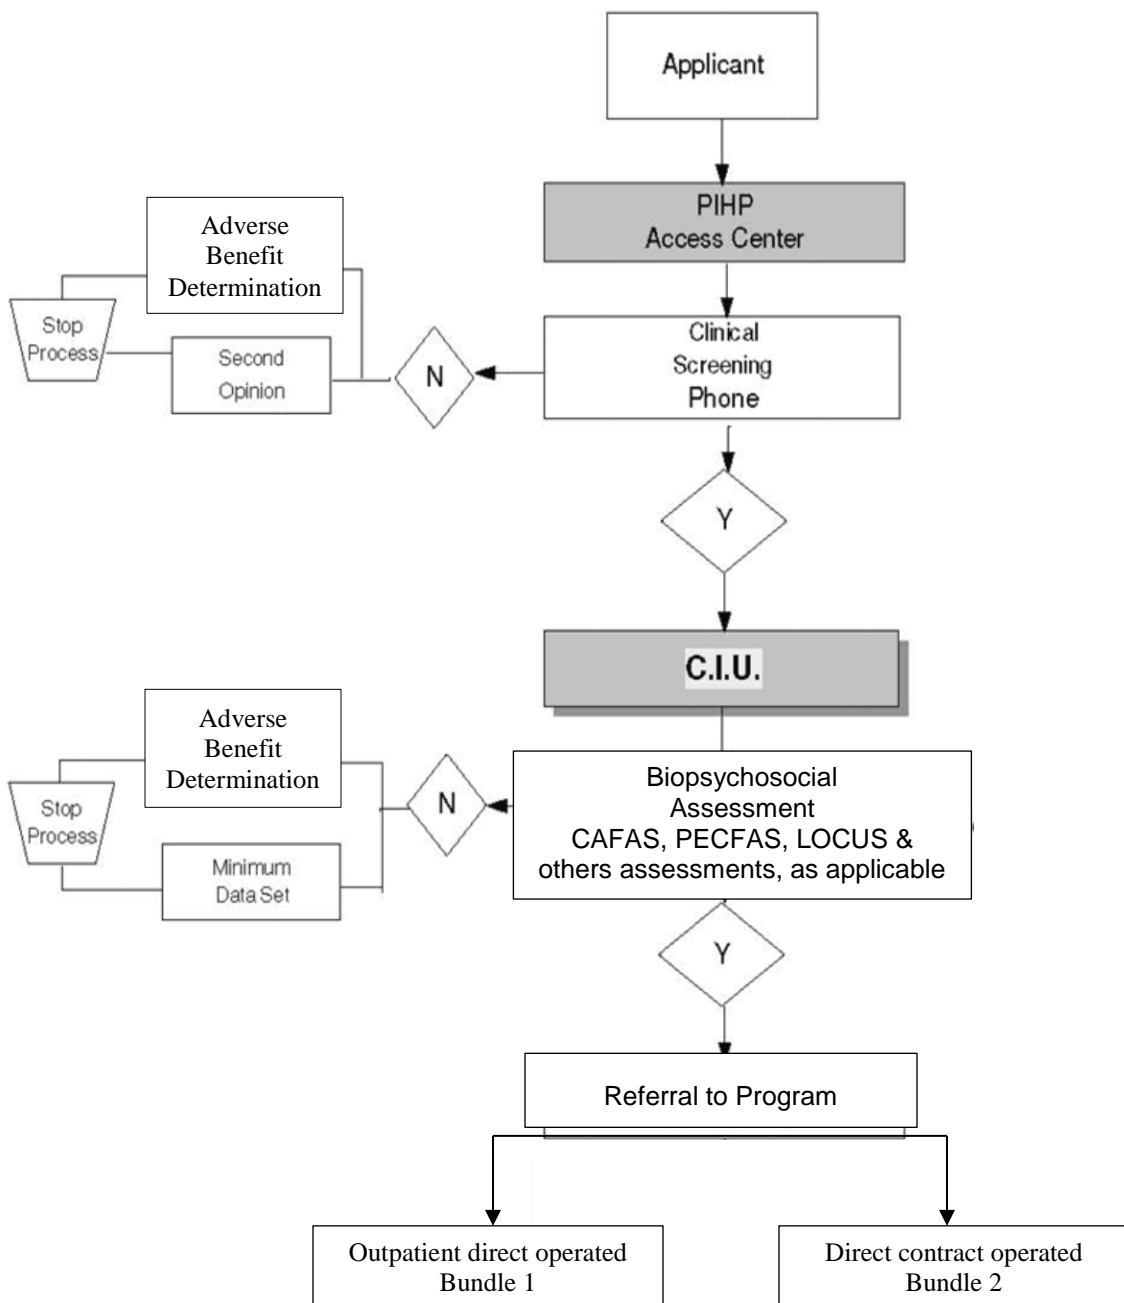 Applicant
PIHP
Access Center
Adverse
Benefit
Determination
Stop
Process
Second
Opinion
N
Clinical
Screening
Phone
Y
C.I.U.
Adverse
Benefit
Determination
Stop
Process
Minimum
Data Set
N
Biopsychosocial
Assessment
CAFAS, PECFAS, LOCUS &
others assessments, as applicable
Y
Referral to Program
Outpatient direct operated
Bundle 1
Direct contract operated
Bundle 2